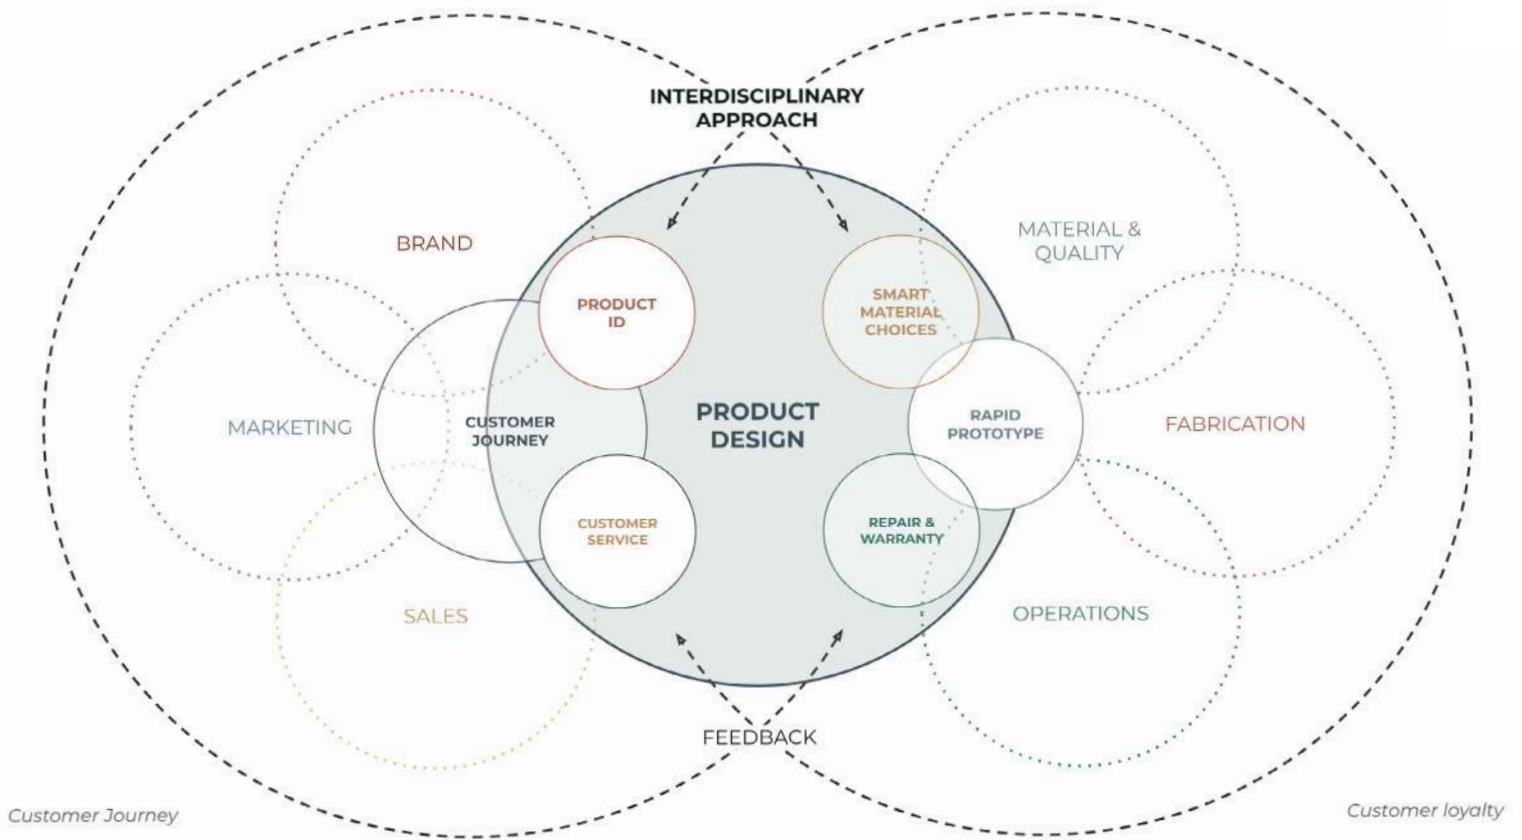 INTERDISCIPLINARY
APPROACH
BRAND
MATERIAL &
QUALITY
PRODUCT
ID
SMART
MATERIAL
CHOICES
MARKETING
CUSTOMER
JOURNEY
PRODUCT
DESIGN
RAPID
PROTOTYPE
FABRICATION
CUSTOMER
SERVICE
REPAIR &
WARRANTY
SALES
OPERATIONS
FEEDBACK
Customer Journey
Customer loyalty